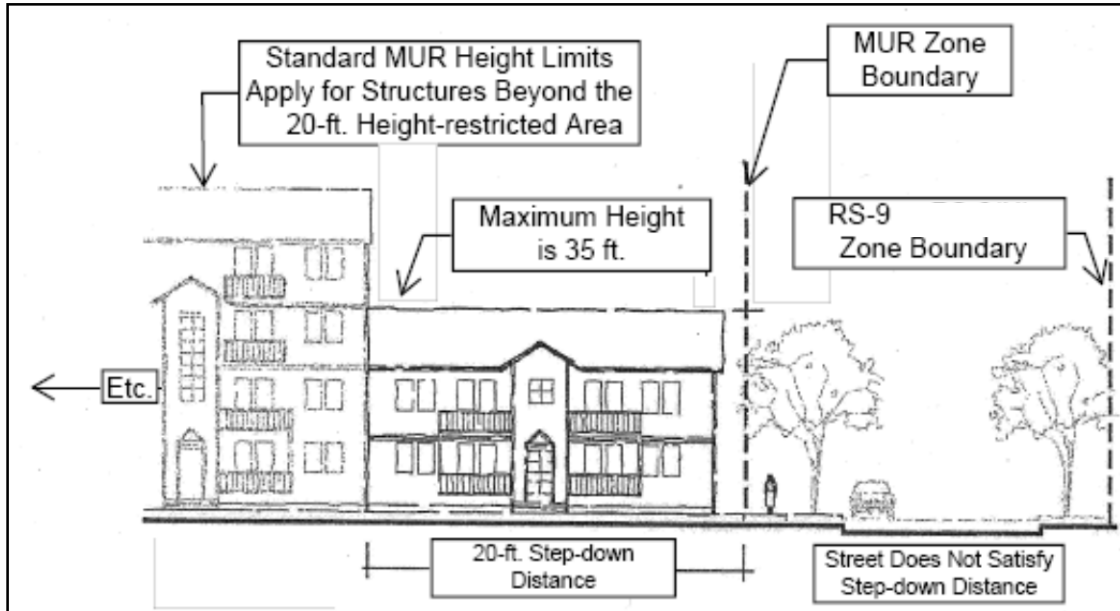 Standard MUR Height Limits
Apply for Structures Beyond the
20-ft. Height-restricted Area
MUR Zone
Boundary
Maximum Height
is 35 ft.
RS-9
Zone Boundary
Etc.
20-ft. Step-down
Distance
Street Does Not Satisfy
Step-down Distance